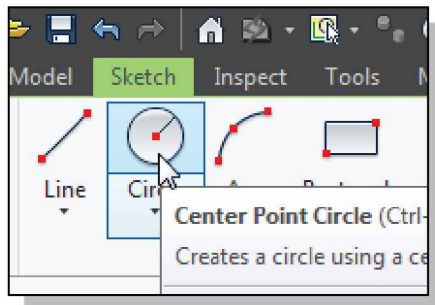 Model Sketch Inspect Tools
Line
Center Point Circle (Ctrl-
Creates a circle using a ce